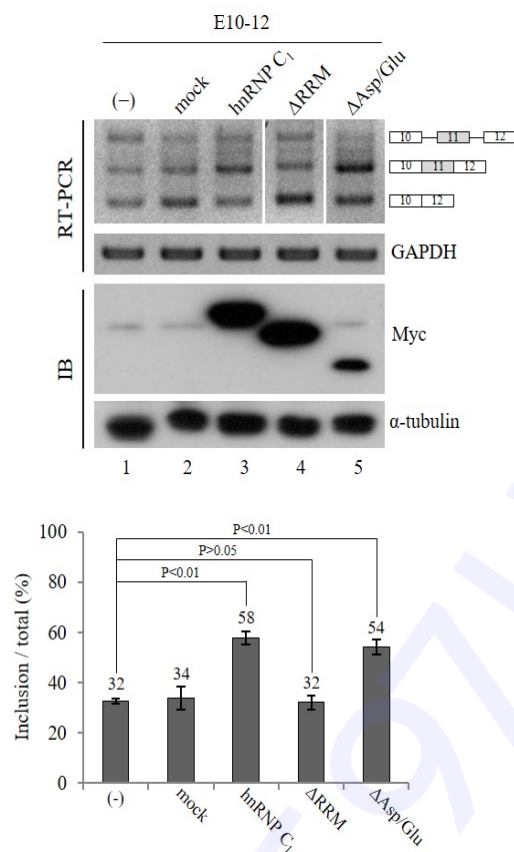 E10-12
(–) mock hnRNP C₁ ΔRRM ΔAsp/Glu
RT-PCR
10 11 12
10 11 12
10 12
GAPDH
IB
Myc
α-tubulin
1 2 3 4 5
Inclusion / total (%)
100
80
60
40
20
0
P<0.01
P>0.05
P<0.01
32 34 58 32 54
(-) mock hnRNP C₁ ΔRRM ΔAsp/Glu